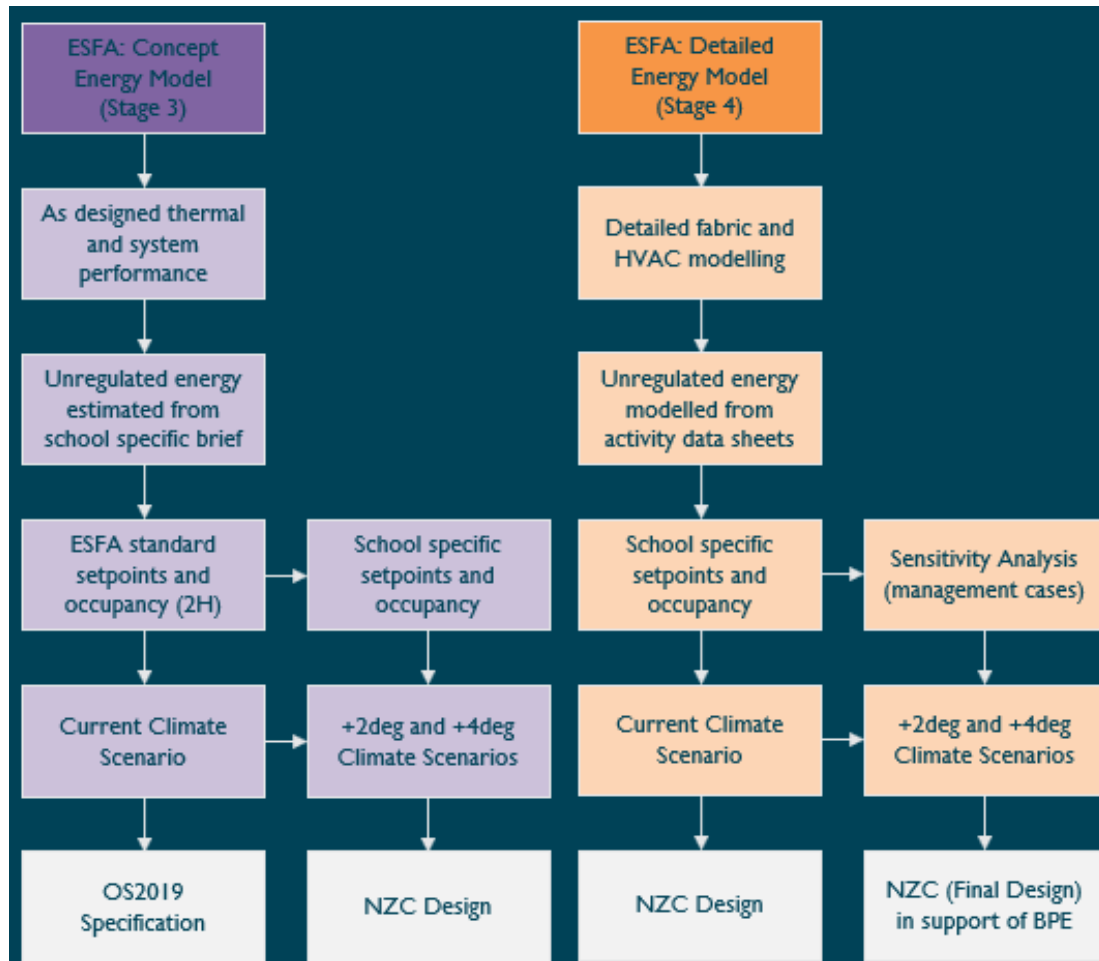 ESFA: Concept
Energy Model
(Stage 3)
As designed thermal
and system
performance
Unregulated energy
estimated from
school specific brief
ESFA standard
setpoints and
occupancy (2H)
School specific
setpoints and
occupancy
Current Climate
Scenario
+2deg and +4deg
Climate Scenarios
OS2019
Specification
NZC Design
ESFA: Detailed
Energy Model
(Stage 4)
Detailed fabric and
HVAC modelling
Unregulated energy
modelled from
activity data sheets
School specific
setpoints and
occupancy
Sensitivity Analysis
(management cases)
Current Climate
Scenario
+2deg and +4deg
Climate Scenarios
NZC Design
NZC (Final Design)
in support of BPE